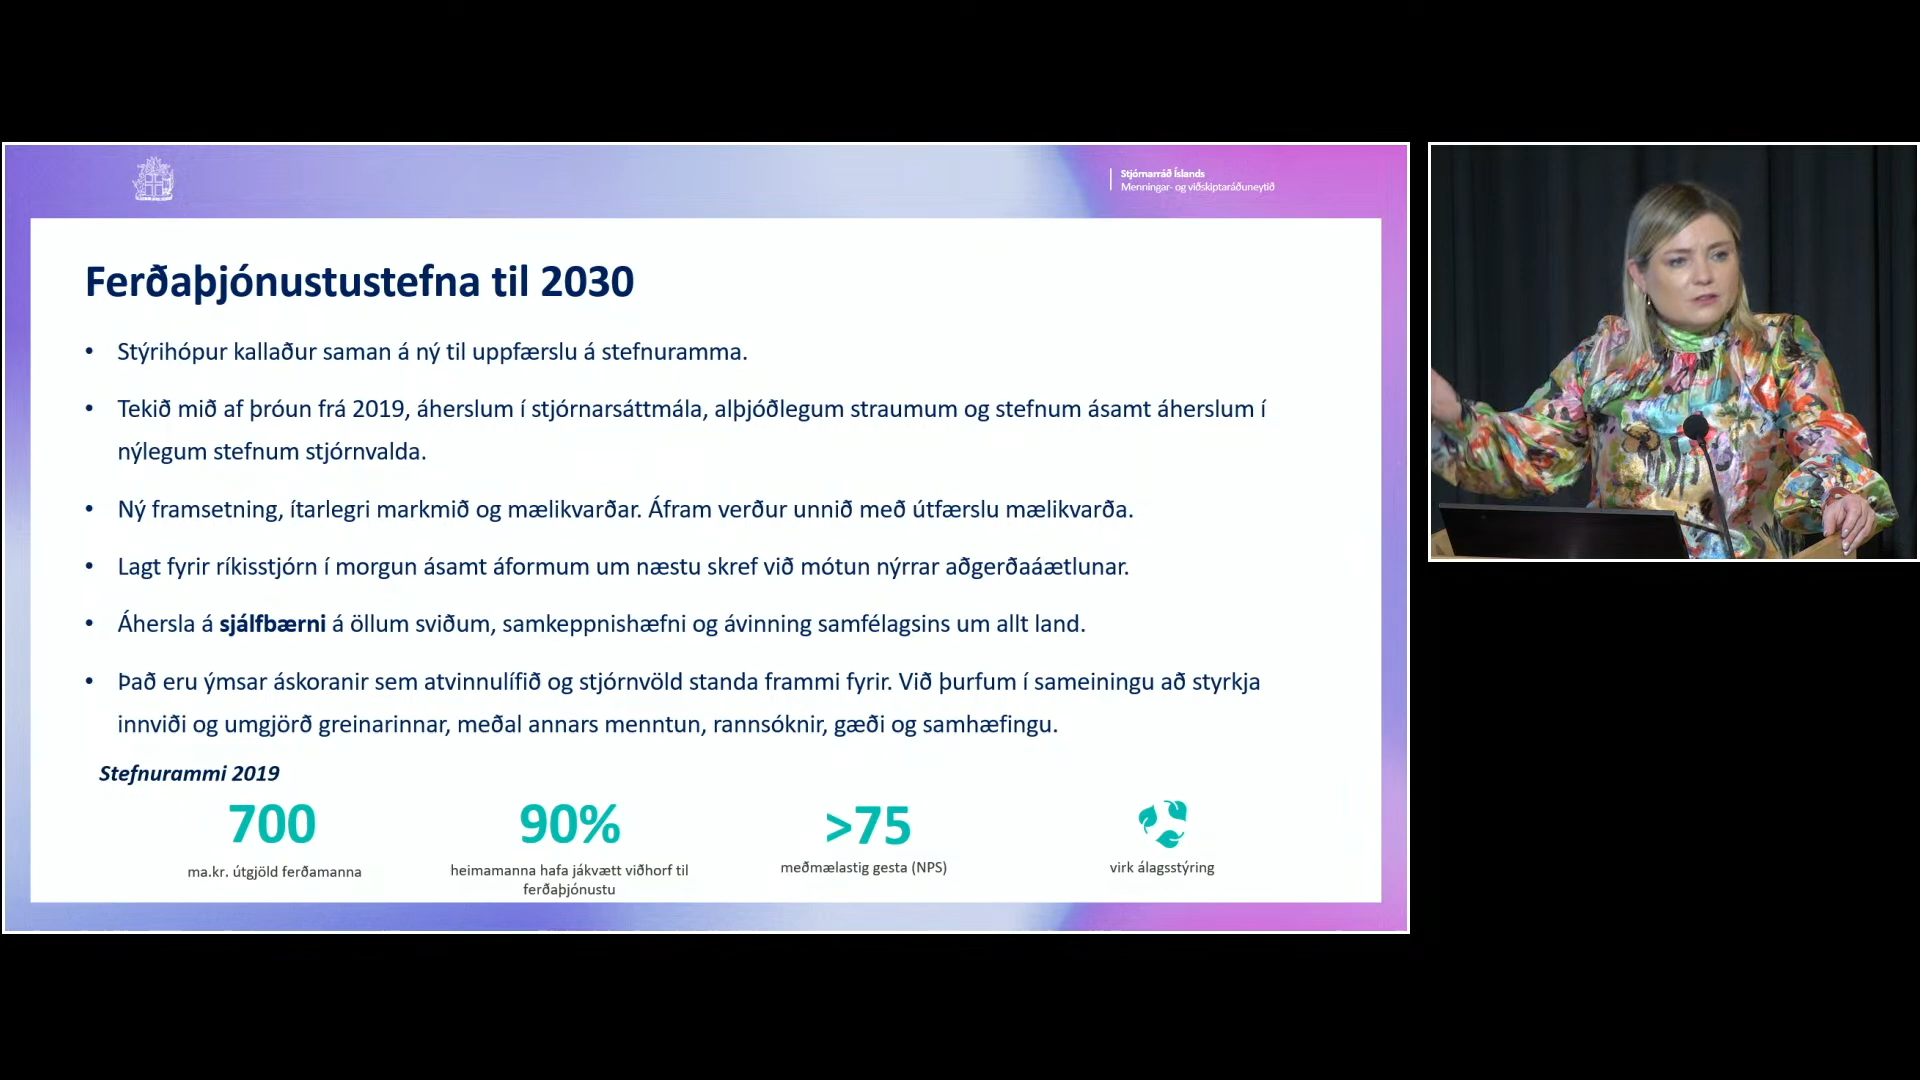 Stjórnarráð Íslands
Menningar- og viðskiptaráðuneytið
Ferðaþjónustustefna til 2030
• Stýrihópur kallaður saman á ný til uppfærslu á stefnuramma.
• Tekið mið af þróun frá 2019, áherslum í stjórnarsáttmála, alþjóðlegum straumum og stefnum ásamt áherslum í
nýlegum stefnum stjórnvalda.
• Ný framsetning, ítarlegri markmið og mælikvarðar. Áfram verður unnið með útfærslu mælikvarða.
• Lagt fyrir ríkisstjórn í morgun ásamt áformum um næstu skref við mótun nýrrar aðgerðaáætlunar.
• Áhersla á sjálfbærni á öllum sviðum, samkeppnishæfni og ávinning samfélagsins um allt land.
• Það eru ýmsar áskoranir sem atvinnulífið og stjórnvöld standa frammi fyrir. Við þurfum í sameiningu að styrkja
innviði og umgjörð greinarinnar, meðal annars menntun, rannsóknir, gæði og samhæfingu.
Stefnurammi 2019
700
ma.kr. útgjöld ferðamanna
90%
heimamanna hafa jákvætt viðhorf til
ferðaþjónustu
>75
meðmælastig gesta (NPS)
virk álagsstýring